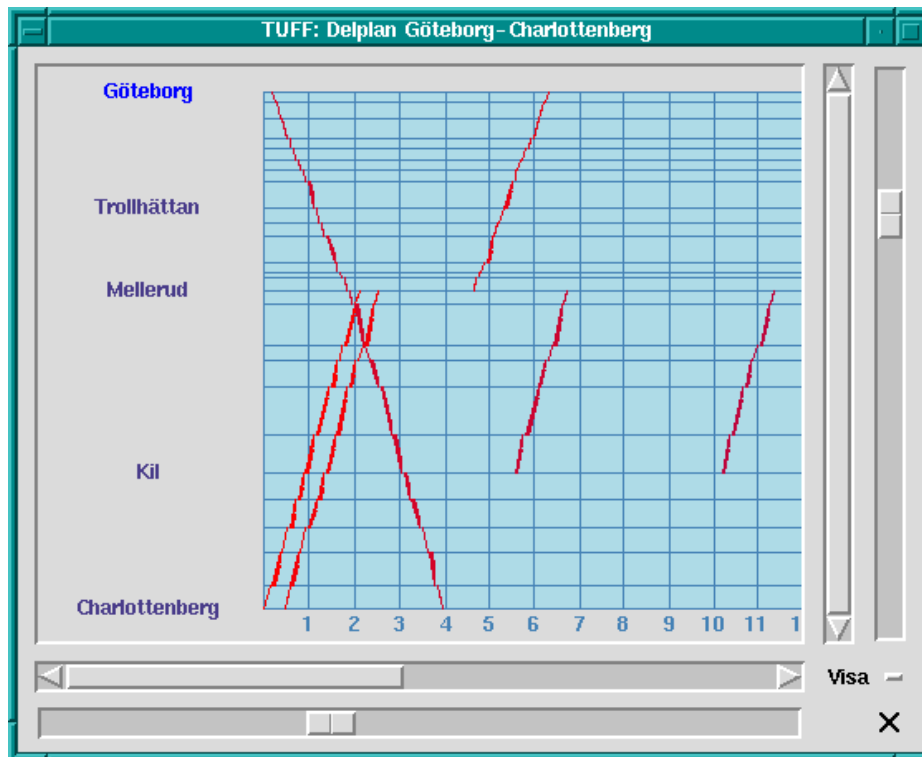 TUFF: Delplan Göteborg-Charlottenberg
Göteborg
Trollhättan
Mellerud
Kil
Charlottenberg
1 2 3 4 5 6 7 8 9 10 11 1
Visa